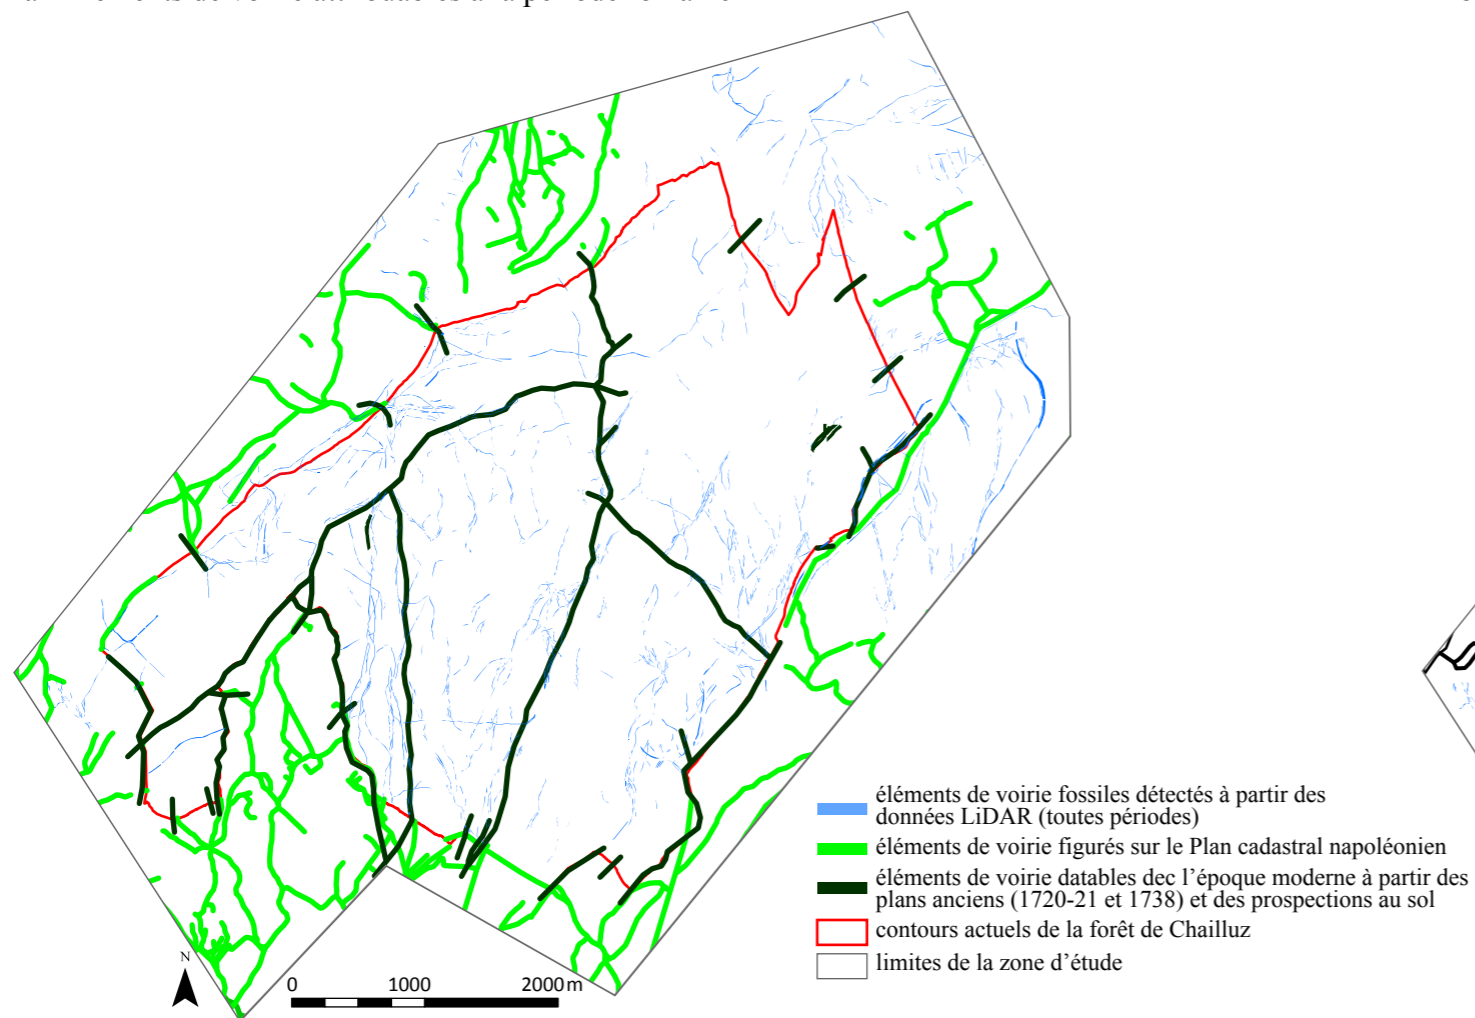 éléments de voirie fossiles détectés à partir des
données LiDAR (toutes périodes)
éléments de voirie figurés sur le Plan cadastral napoléonien
éléments de voirie datables dec l’époque moderne à partir des
plans anciens (1720-21 et 1738) et des prospections au sol
contours actuels de la forêt de Chailluz
limites de la zone d’étude
N
0 1000 2000 m